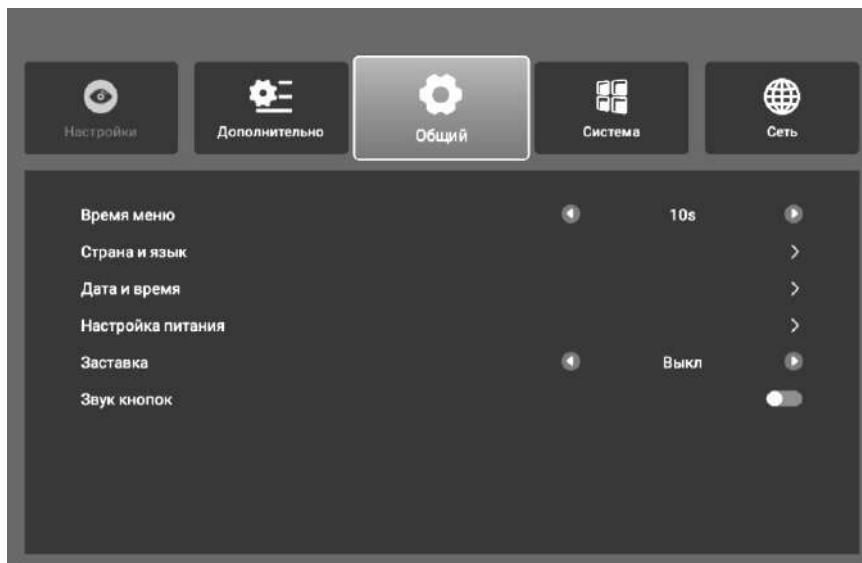 Настройки
Дополнительно
Общий
Система
Сеть
Время меню 10s
Страна и язык
Дата и время
Настройка питания
Заставка Выкл
Звук кнопок